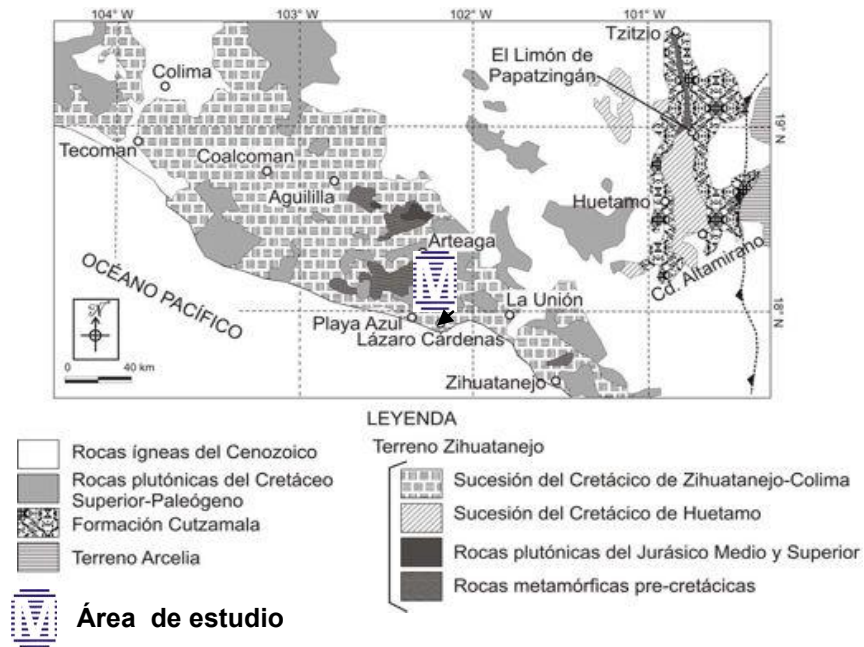 104° W
103° W
102° W
101° W
Tzitzio
Colima
El Limón de
Papatzingán
19° N
Tecoman
Coalcoman
Aguililla
Huetamo
Arteaga
Cd. Altamirano
OCÉANO PACÍFICO
M
La Unión
18° N
N
Playa Azul
Lázaro Cárdenas
0 40 km
Zihuatanejo
LEYENDA
Rocas ígneas del Cenozoico
Rocas plutónicas del Cretáceo
Superior-Paleógeno
Formación Cutzamala
Terreno Arcelia
Terreno Zihuatanejo
Sucesión del Cretácico de Zihuatanejo-Colima
Sucesión del Cretácico de Huetamo
Rocas plutónicas del Jurásico Medio y Superior
Rocas metamórficas pre-cretácicas
M
Área de estudio